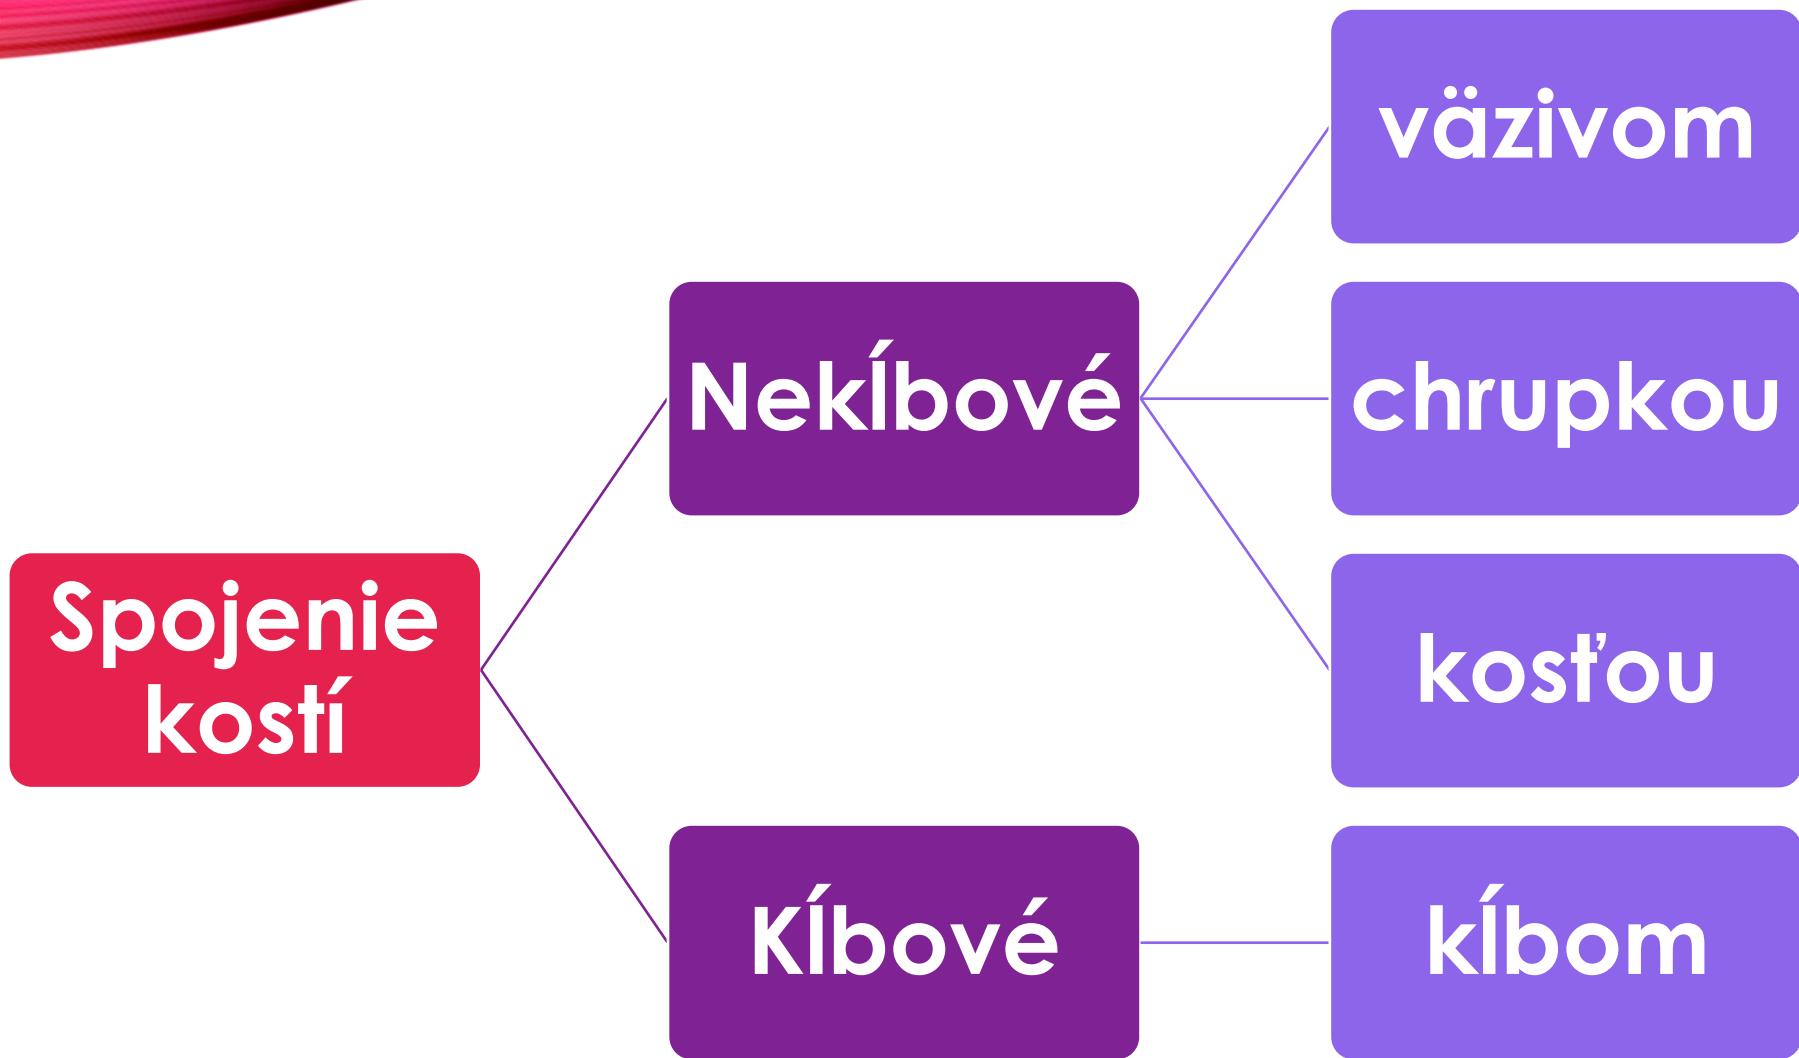 Spojenie
kostí
Nekĺbové
väzivom
chrupkou
kosťou
Kĺbové
kĺbom